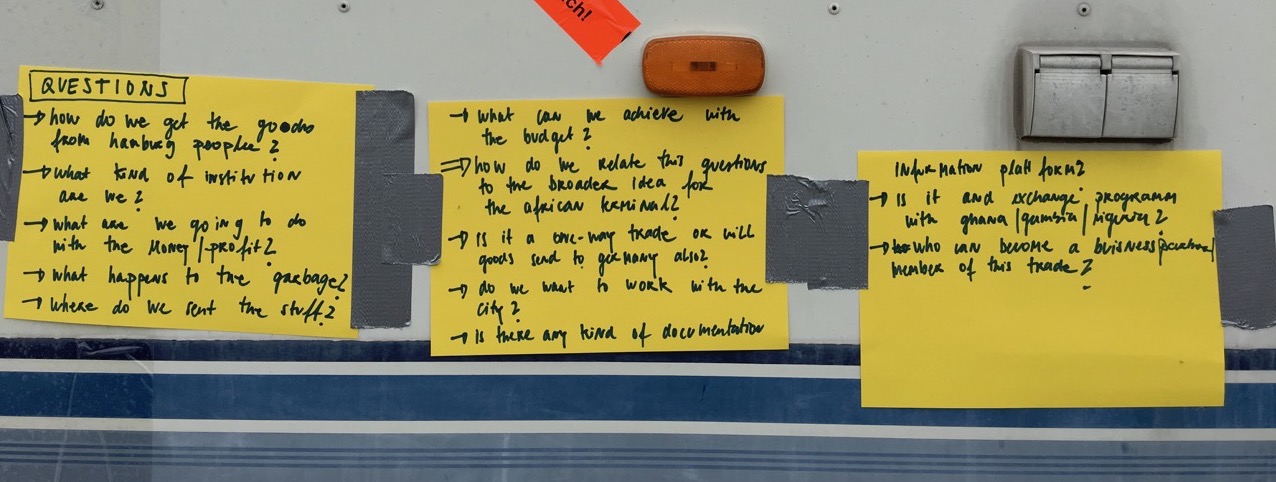 ch!
QUESTIONS
→ how do we get the goods
from hamburg people?
→ what kind of institution
are we?
→ what are we going to do
with the money/profit?
→ what happens to the garbage?
→ where do we sent the stuff?
→ what can we achieve with
the budget?
⇒ how do we relate this questions
to the broader idea for
the african terminal?
→ Is it a one-way trade or will
goods send to germany also?
→ do we want to work with the
city?
→ Is there any kind of documentation
Information platt form?
→ Is it and exchange programm
with ghana/gambia/nigeria?
→ who can become a buisness
member of this trade?